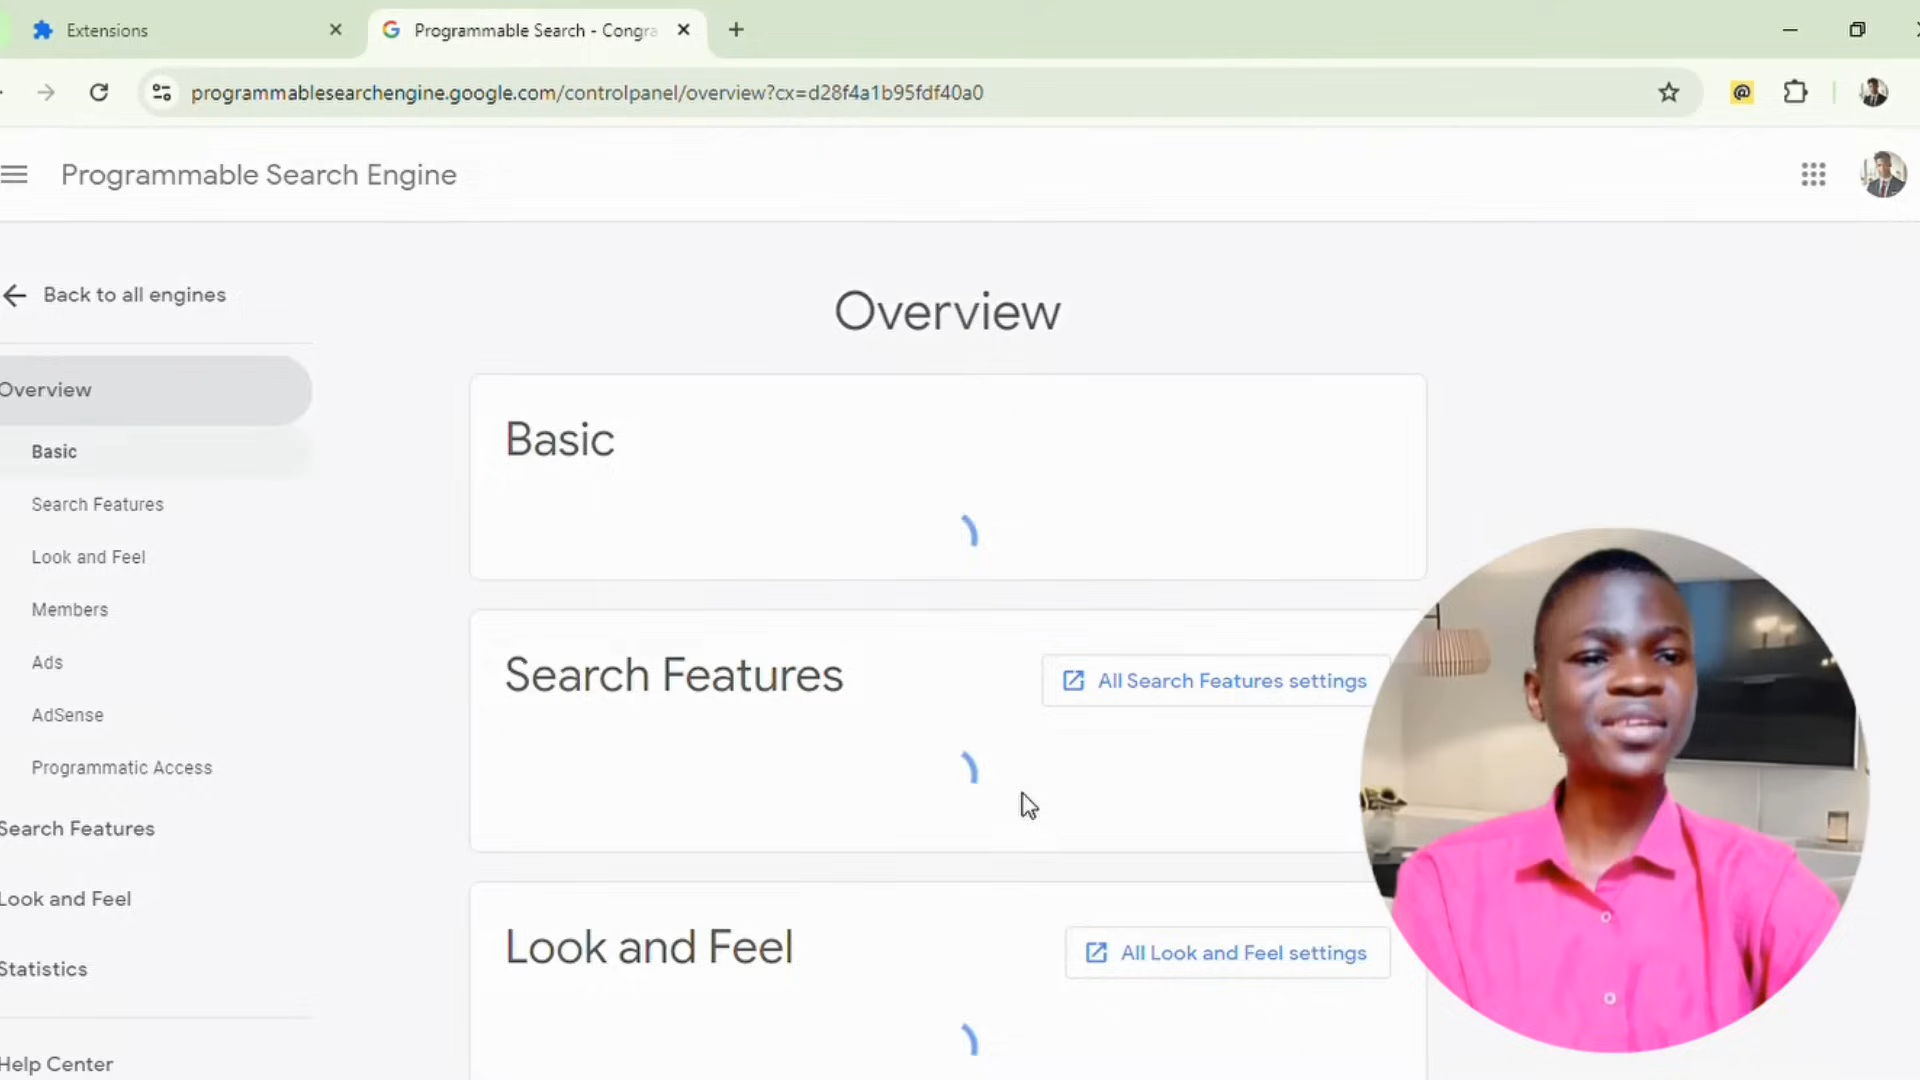 Extensions
Programmable Search - Congra
programmablesearchengine.google.com/controlpanel/overview?cx=d28f4a1b95fdf40a0
Programmable Search Engine
Back to all engines
Overview
Basic
Search Features
Look and Feel
Members
Ads
AdSense
Programmatic Access
Search Features
Look and Feel
Statistics
Help Center
Overview
Basic
Search Features
All Search Features settings
Look and Feel
All Look and Feel settings